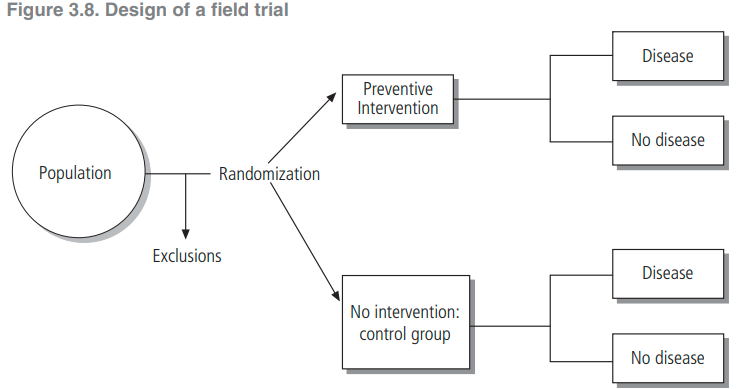 Figure 3.8. Design of a field trial
Disease
Preventive
Intervention
No disease
Population
Randomization
Exclusions
Disease
No intervention:
control group
No disease